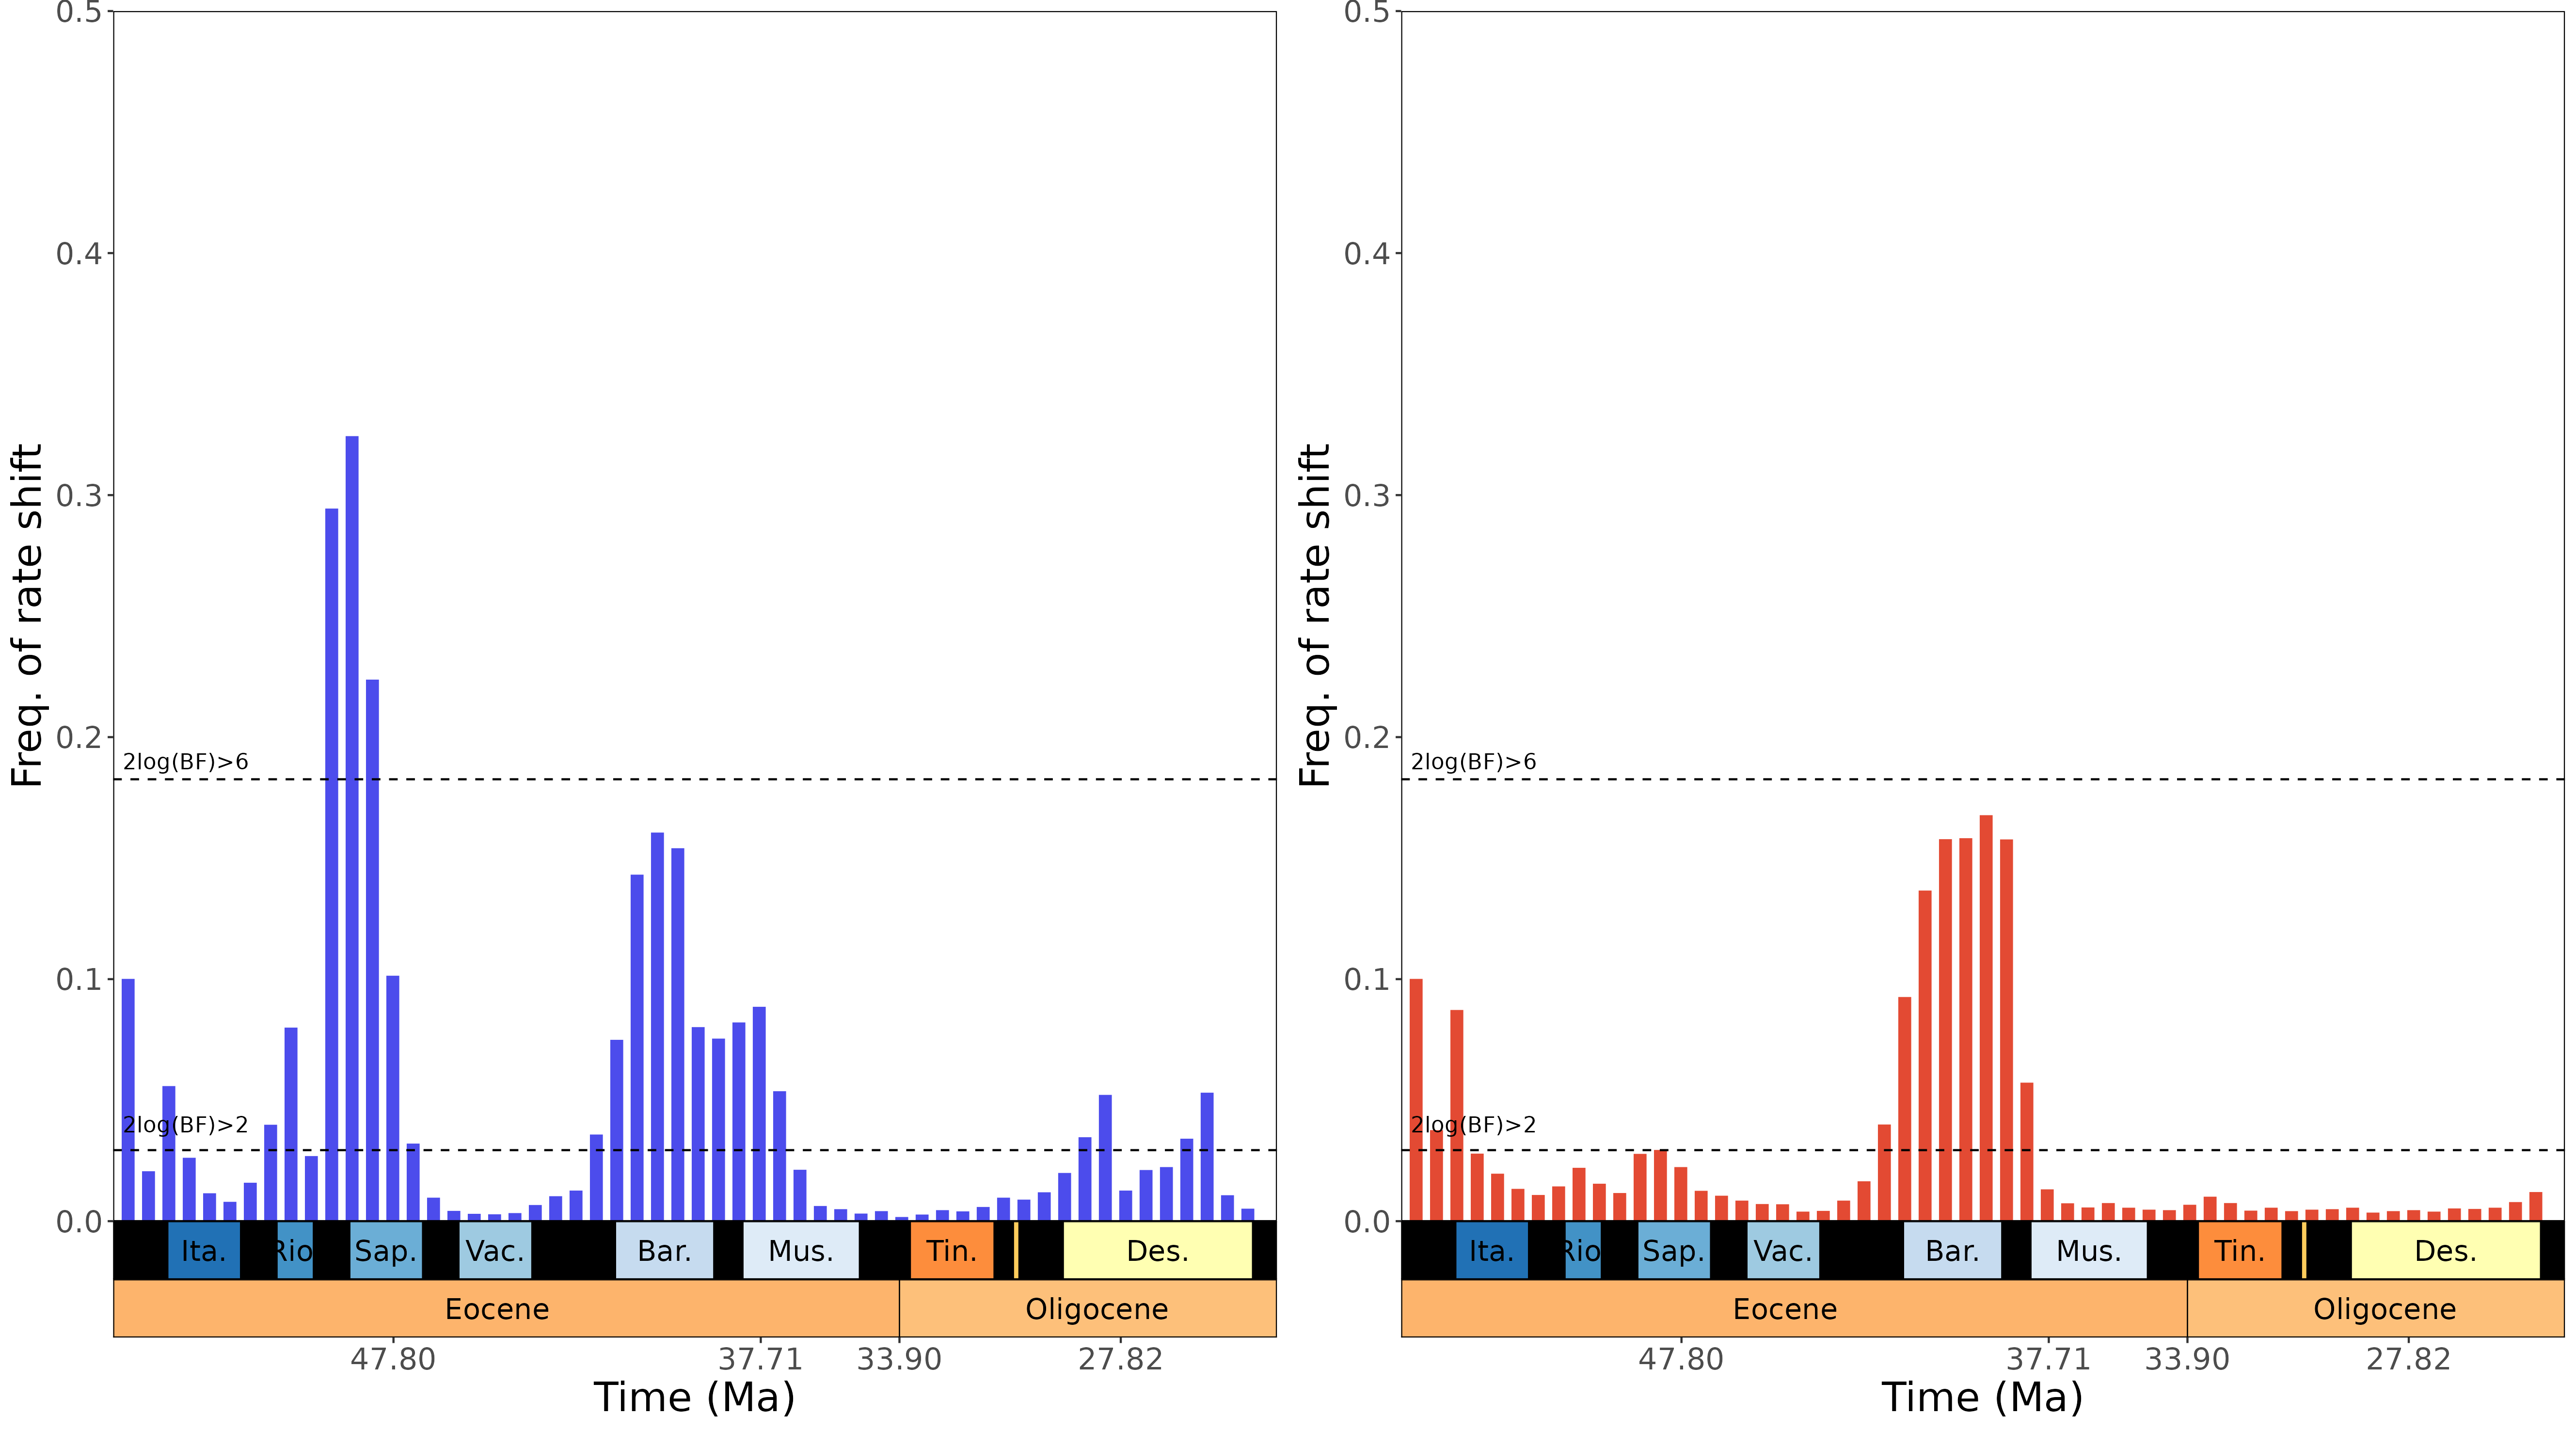 Freq. of rate shift
0.5
0.4
0.3
0.2
0.1
0.0
2log(BF)>6
2log(BF)>2
Ita. Rio Sap. Vac. Bar. Mus. Tin. Des.
Eocene Oligocene
47.80 37.71 33.90 27.82
Time (Ma)
Freq. of rate shift
0.5
0.4
0.3
0.2
0.1
0.0
2log(BF)>6
2log(BF)>2
Ita. Rio Sap. Vac. Bar. Mus. Tin. Des.
Eocene Oligocene
47.80 37.71 33.90 27.82
Time (Ma)